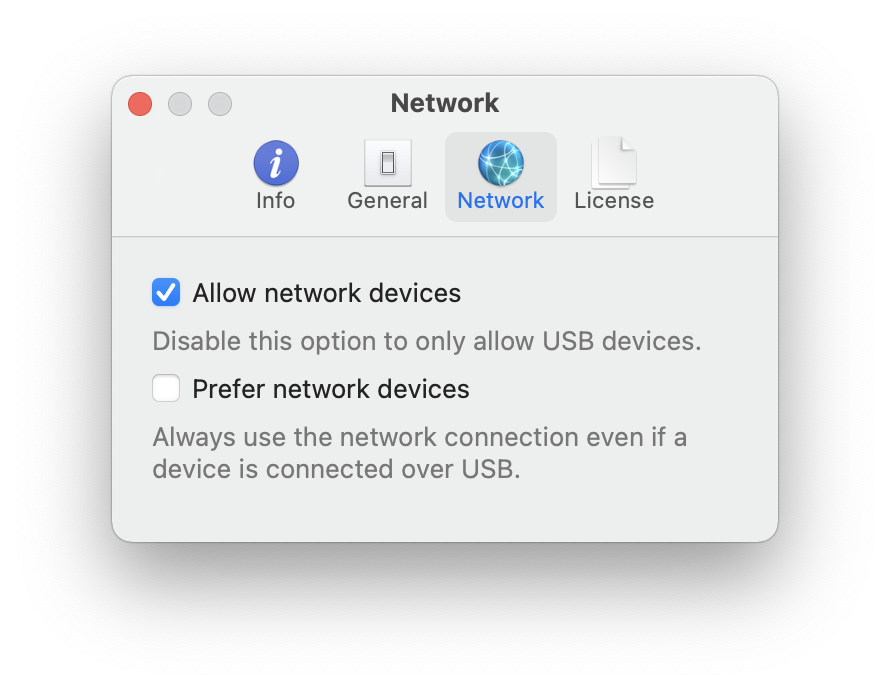 Network
Info
General
Network
License
Allow network devices
Disable this option to only allow USB devices.
Prefer network devices
Always use the network connection even if a
device is connected over USB.